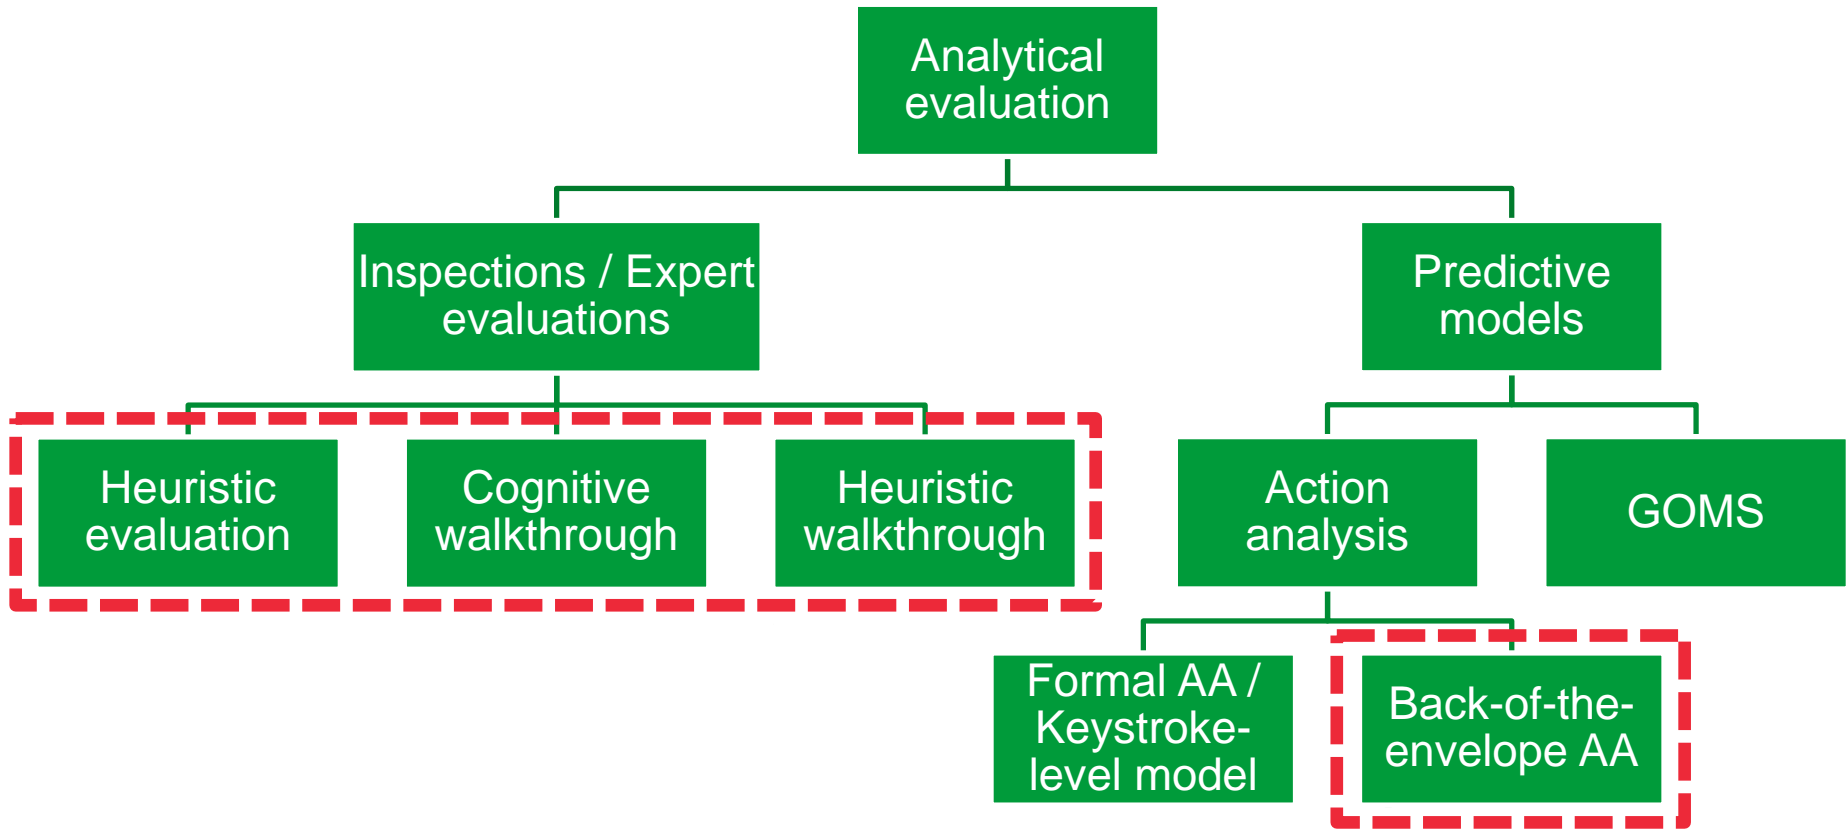 Analytical
evaluation
Inspections / Expert
evaluations
Predictive
models
Heuristic
evaluation
Cognitive
walkthrough
Heuristic
walkthrough
Action
analysis
GOMS
Formal AA /
Keystroke-
level model
Back-of-the-
envelope AA